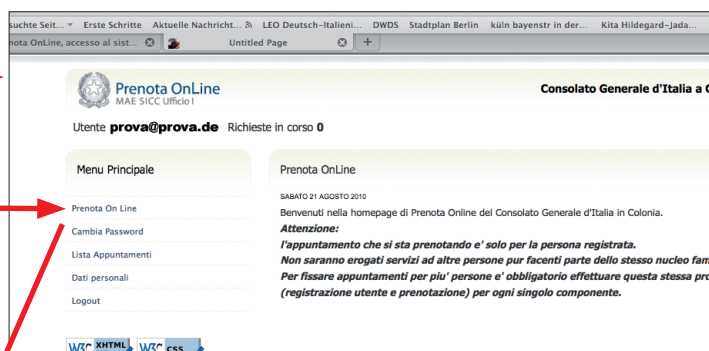 suchte Seit... Erste Schritte Aktuelle Nachricht... LEO Deutsch-Italieni... DWDS Stadtplan Berlin küln bayenstr in der... Kita Hildegard-Jada...
nota OnLine, accesso al sist... Untitled Page +
Prenota OnLine
MAE SICC Ufficio I
Consolato Generale d'Italia a
Utente prova@prova.de Richieste in corso 0
Menu Principale
Prenota On Line
Cambia Password
Lista Appuntamenti
Dati personali
Logout
W3C XHTML W3C css
Prenota OnLine
SABATO 21 AGOSTO 2010
Benvenuti nella homepage di Prenota Online del Consolato Generale d'Italia in Colonia.
Attenzione:
l'appuntamento che si sta prenotando e' solo per la persona registrata.
Non saranno erogati servizi ad altre persone pur facenti parte dello stesso nucleo fam
Per fissare appuntamenti per piu' persone e' obbligatorio effettuare questa stessa pro
(registrazione utente e prenotazione) per ogni singolo componente.